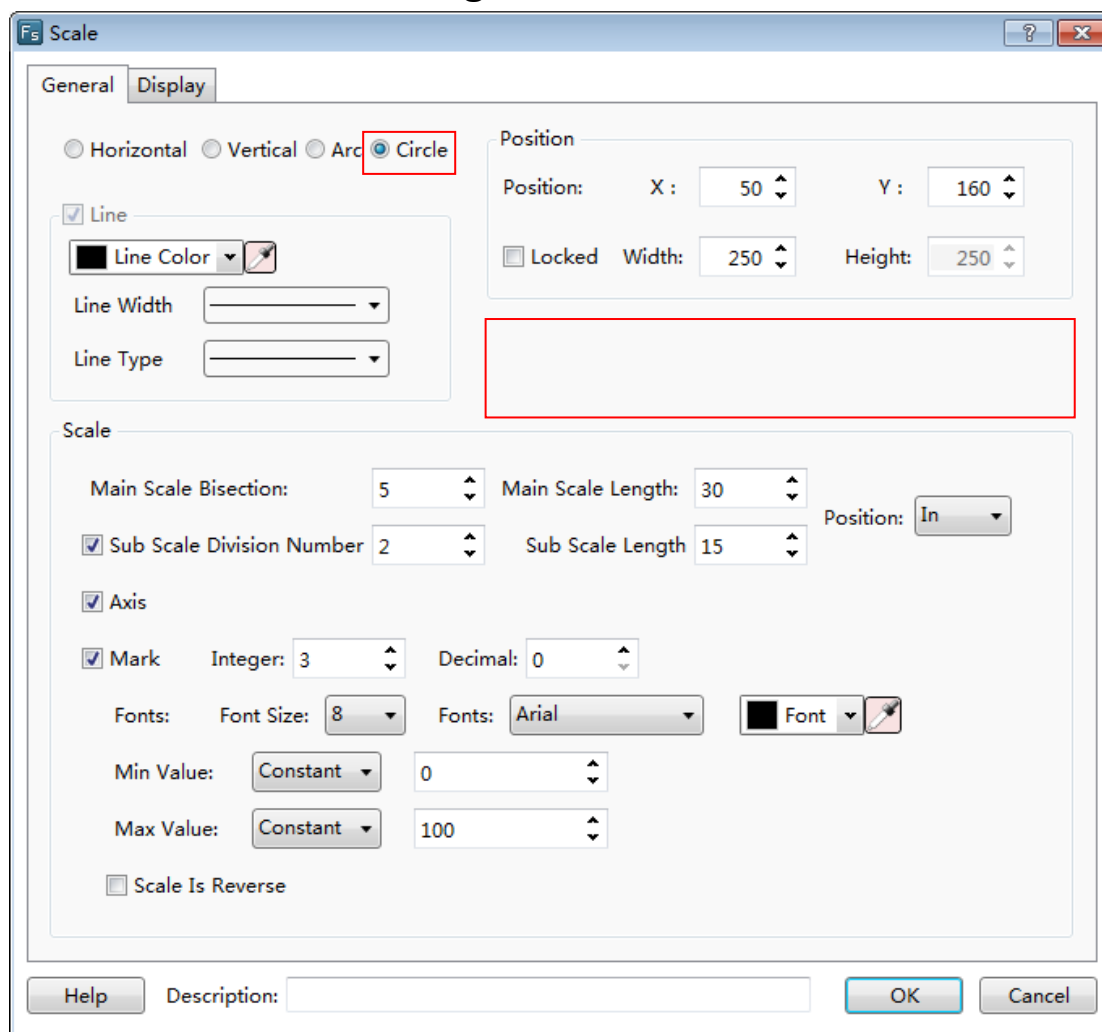 Fs Scale
General Display
Horizontal Vertical Arc Circle
Position
Position: X : 50 Y : 160
Line
Locked Width: 250 Height: 250
Line Color
Line Width
Line Type
Scale
Main Scale Bisection: 5 Main Scale Length: 30
Position: In
Sub Scale Division Number 2 Sub Scale Length 15
Axis
Mark Integer: 3 Decimal: 0
Fonts: Font Size: 8 Fonts: Arial Font
Min Value: Constant 0
Max Value: Constant 100
Scale Is Reverse
Help Description: OK Cancel